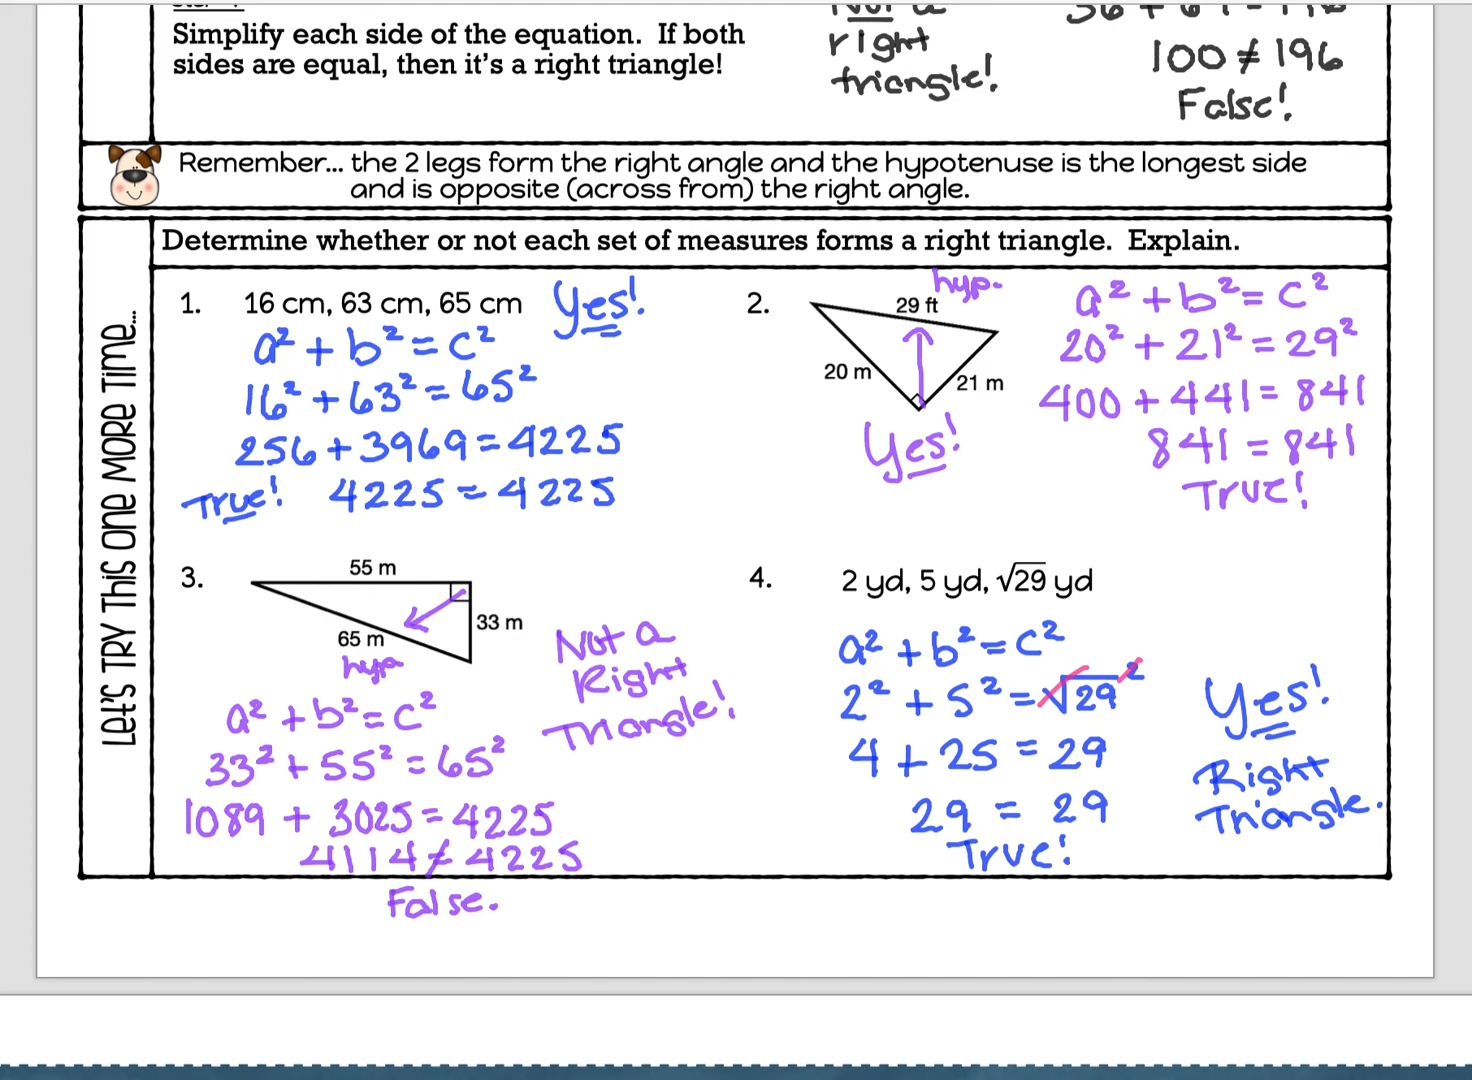 Simplify each side of the equation. If both
sides are equal, then it's a right triangle!
right
triangle!
100 ≠ 196
False!
Remember... the 2 legs form the right angle and the hypotenuse is the longest side
and is opposite (across from) the right angle.
Let's TRY THIS ONE MORE TIME...
Determine whether or not each set of measures forms a right triangle. Explain.
1. 16 cm, 63 cm, 65 cm Yes!
a² + b² = c²
16² + 63² = 65²
256 + 3969 = 4225
True! 4225 = 4225
2. hyp.
29 ft
20 m
21 m
Yes!
a² + b² = c²
20² + 21² = 29²
400 + 441 = 841
841 = 841
True!
3. 55 m
33 m
65 m
hyp
Not a
Right
Triangle!
a² + b² = c²
33² + 55² = 65²
1089 + 3025 = 4225
4114 ≠ 4225
False.
4. 2 yd, 5 yd, √29 yd
a² + b² = c²
2² + 5² = √29²
4 + 25 = 29
29 = 29
True!
Yes!
Right
Triangle.